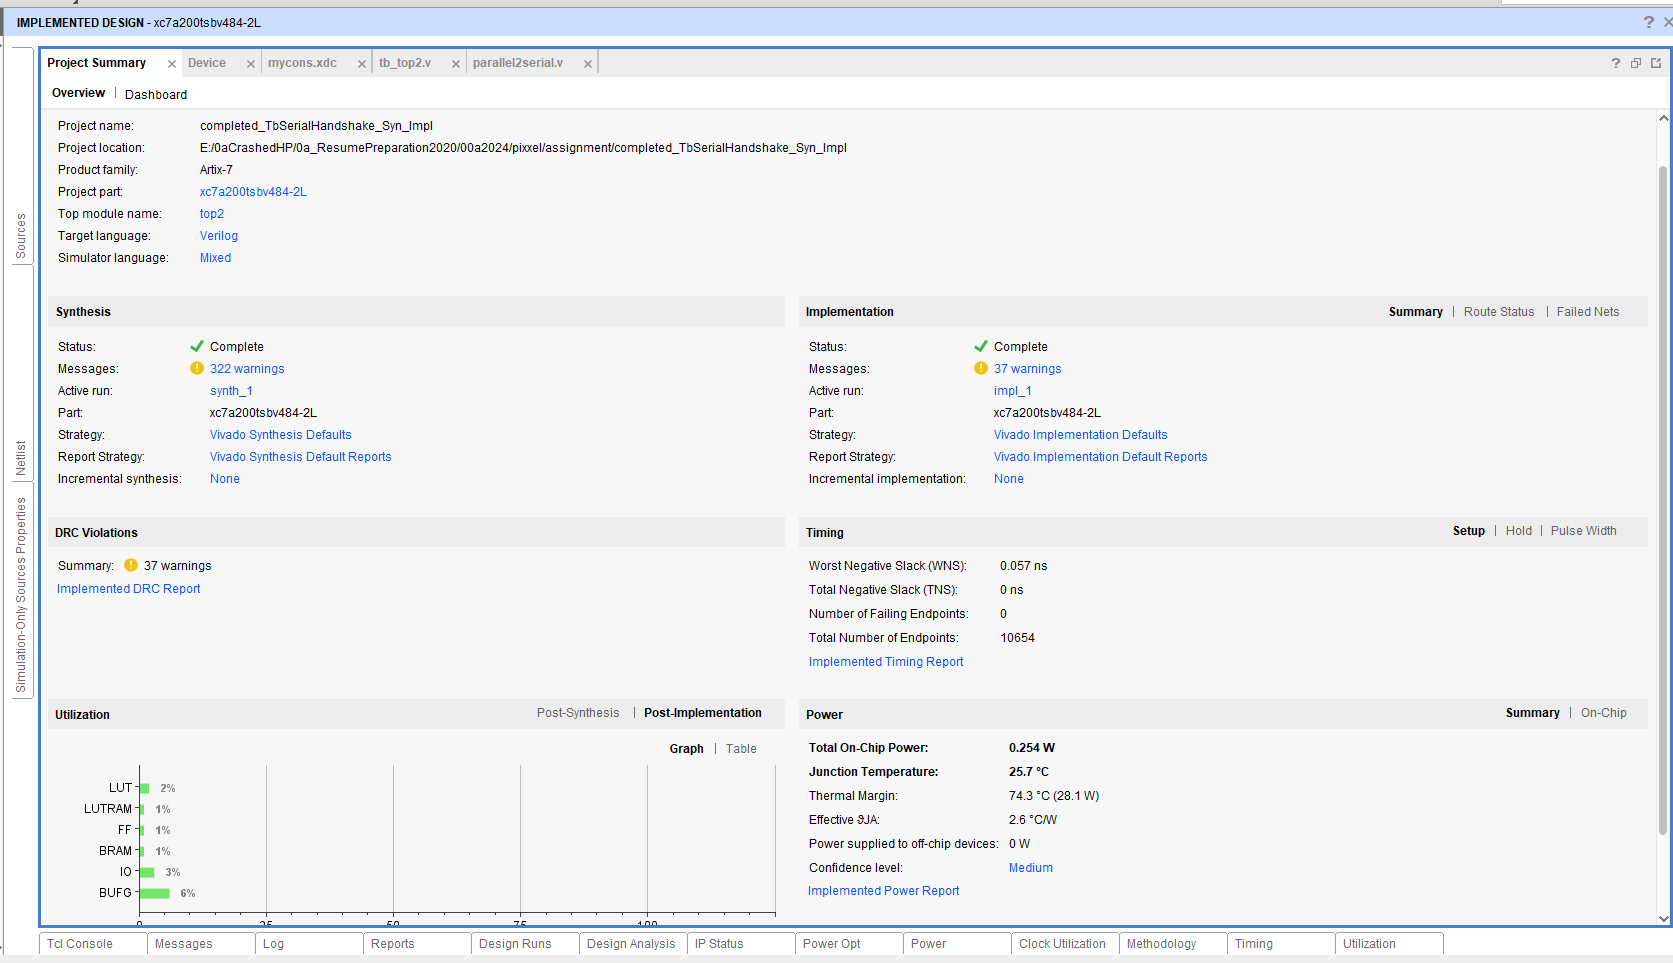 IMPLEMENTED DESIGN - xc7a200tsbv484-2L
Sources
Netlist
Simulation-Only Sources Properties
Project Summary Device mycons.xdc tb_top2.v parallel2serial.v
Overview | Dashboard
Project name: completed_TbSerialHandshake_Syn_Impl
Project location: E:/0aCrashedHP/0a_ResumePreparation2020/00a2024/pixxel/assignment/completed_TbSerialHandshake_Syn_Impl
Product family: Artix-7
Project part: xc7a200tsbv484-2L
Top module name: top2
Target language: Verilog
Simulator language: Mixed
Synthesis
Status: Complete
Messages: 322 warnings
Active run: synth_1
Part: xc7a200tsbv484-2L
Strategy: Vivado Synthesis Defaults
Report Strategy: Vivado Synthesis Default Reports
Incremental synthesis: None
Implementation Summary | Route Status | Failed Nets
Status: Complete
Messages: 37 warnings
Active run: impl_1
Part: xc7a200tsbv484-2L
Strategy: Vivado Implementation Defaults
Report Strategy: Vivado Implementation Default Reports
Incremental implementation: None
DRC Violations
Summary: 37 warnings
Implemented DRC Report
Timing Setup | Hold | Pulse Width
Worst Negative Slack (WNS): 0.057 ns
Total Negative Slack (TNS): 0 ns
Number of Failing Endpoints: 0
Total Number of Endpoints: 10654
Implemented Timing Report
Utilization Post-Synthesis | Post-Implementation
Graph | Table
LUT 2%
LUTRAM 1%
FF 1%
BRAM 1%
IO 3%
BUFG 6%
0 25 50 75 100
Power Summary | On-Chip
Total On-Chip Power: 0.254 W
Junction Temperature: 25.7 °C
Thermal Margin: 74.3 °C (28.1 W)
Effective ϑJA: 2.6 °C/W
Power supplied to off-chip devices: 0 W
Confidence level: Medium
Implemented Power Report
Tcl Console Messages Log Reports Design Runs Design Analysis IP Status Power Opt Power Clock Utilization Methodology Timing Utilization